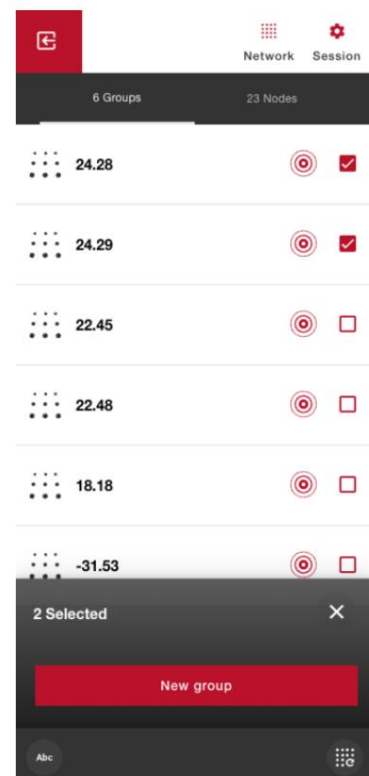 Network Session
6 Groups 23 Nodes
24.28
24.29
22.45
22.48
18.18
-31.53
2 Selected
New group
Abc